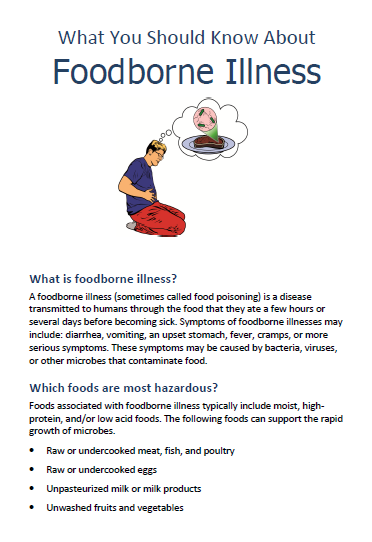 What You Should Know About
Foodborne Illness
What is foodborne illness?
A foodborne illness (sometimes called food poisoning) is a disease
transmitted to humans through the food that they ate a few hours or
several days before becoming sick. Symptoms of foodborne illnesses may
include: diarrhea, vomiting, an upset stomach, fever, cramps, or more
serious symptoms. These symptoms may be caused by bacteria, viruses,
or other microbes that contaminate food.
Which foods are most hazardous?
Foods associated with foodborne illness typically include moist, high-
protein, and/or low acid foods. The following foods can support the rapid
growth of microbes.
• Raw or undercooked meat, fish, and poultry
• Raw or undercooked eggs
• Unpasteurized milk or milk products
• Unwashed fruits and vegetables